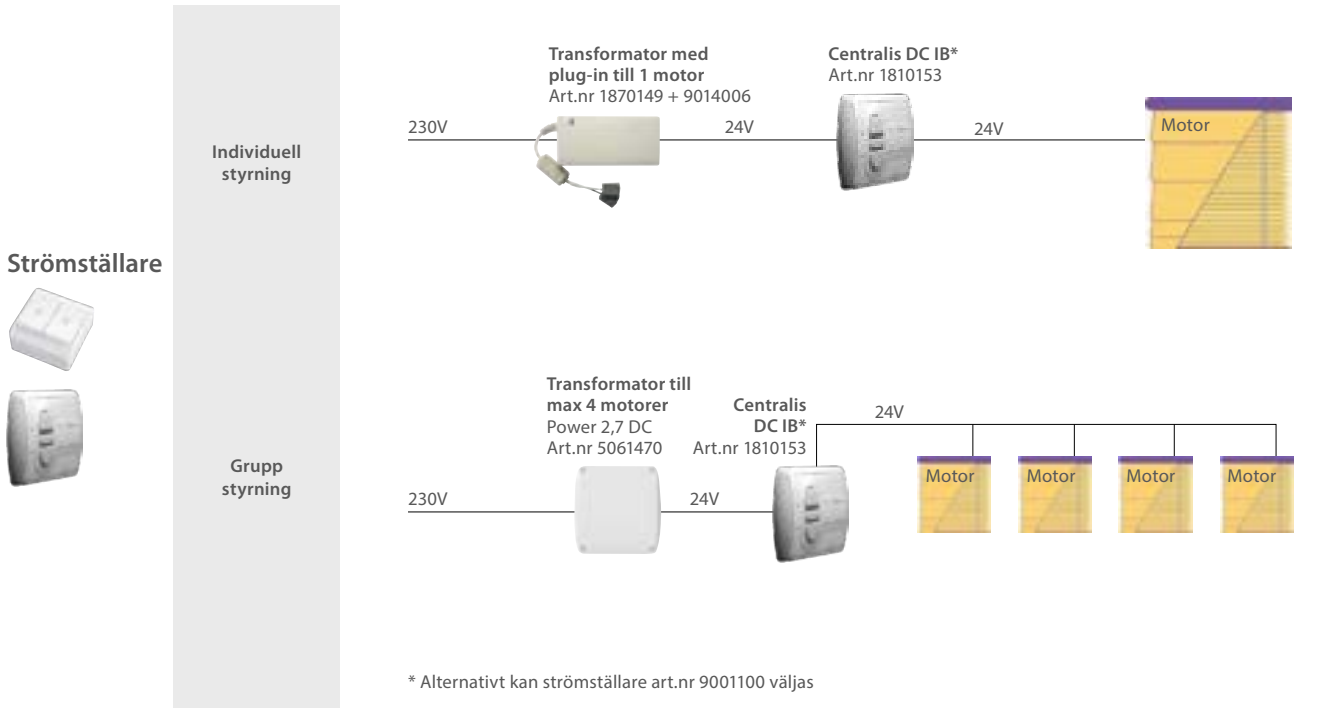 Strömställare
Individuell
styrning
Transformator med
plug-in till 1 motor
Art.nr 1870149 + 9014006
Centralis DC IB*
Art.nr 1810153
230V
24V
24V
Motor
Grupp
styrning
Transformator till
max 4 motorer
Power 2,7 DC
Art.nr 5061470
Centralis
DC IB*
Art.nr 1810153
230V
24V
24V
Motor
Motor
Motor
Motor
* Alternativt kan strömställare art.nr 9001100 väljas